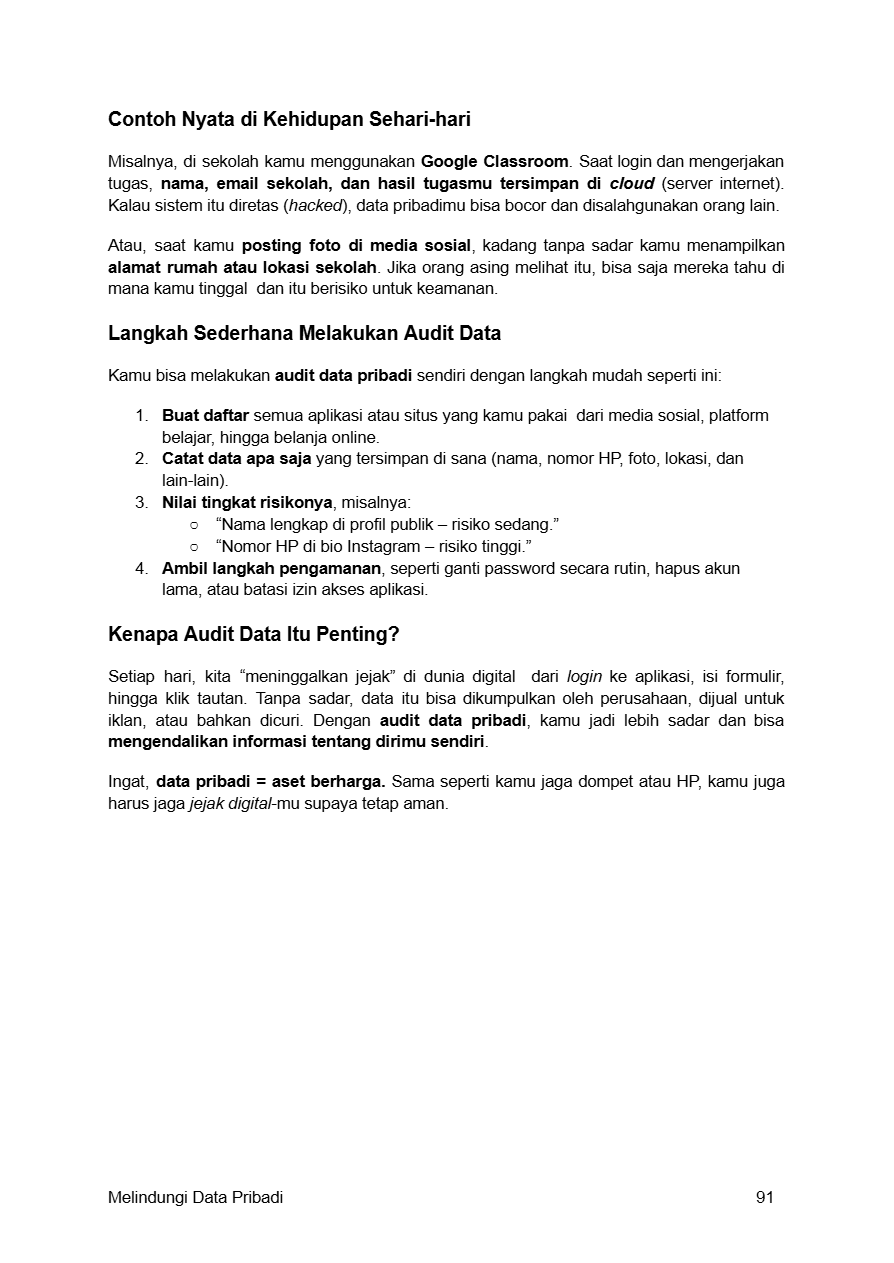 Contoh Nyata di Kehidupan Sehari-hari
Misalnya, di sekolah kamu menggunakan Google Classroom. Saat login dan mengerjakan
tugas, nama, email sekolah, dan hasil tugasmu tersimpan di cloud (server internet).
Kalau sistem itu diretas (hacked), data pribadimu bisa bocor dan disalahgunakan orang lain.
Atau, saat kamu posting foto di media sosial, kadang tanpa sadar kamu menampilkan
alamat rumah atau lokasi sekolah. Jika orang asing melihat itu, bisa saja mereka tahu di
mana kamu tinggal  dan itu berisiko untuk keamanan.
Langkah Sederhana Melakukan Audit Data
Kamu bisa melakukan audit data pribadi sendiri dengan langkah mudah seperti ini:
1. Buat daftar semua aplikasi atau situs yang kamu pakai  dari media sosial, platform
belajar, hingga belanja online.
2. Catat data apa saja yang tersimpan di sana (nama, nomor HP, foto, lokasi, dan
lain-lain).
3. Nilai tingkat risikonya, misalnya:
○ “Nama lengkap di profil publik – risiko sedang.”
○ “Nomor HP di bio Instagram – risiko tinggi.”
4. Ambil langkah pengamanan, seperti ganti password secara rutin, hapus akun
lama, atau batasi izin akses aplikasi.
Kenapa Audit Data Itu Penting?
Setiap hari, kita “meninggalkan jejak” di dunia digital  dari login ke aplikasi, isi formulir,
hingga klik tautan. Tanpa sadar, data itu bisa dikumpulkan oleh perusahaan, dijual untuk
iklan, atau bahkan dicuri. Dengan audit data pribadi, kamu jadi lebih sadar dan bisa
mengendalikan informasi tentang dirimu sendiri.
Ingat, data pribadi = aset berharga. Sama seperti kamu jaga dompet atau HP, kamu juga
harus jaga jejak digital-mu supaya tetap aman.
Melindungi Data Pribadi 91